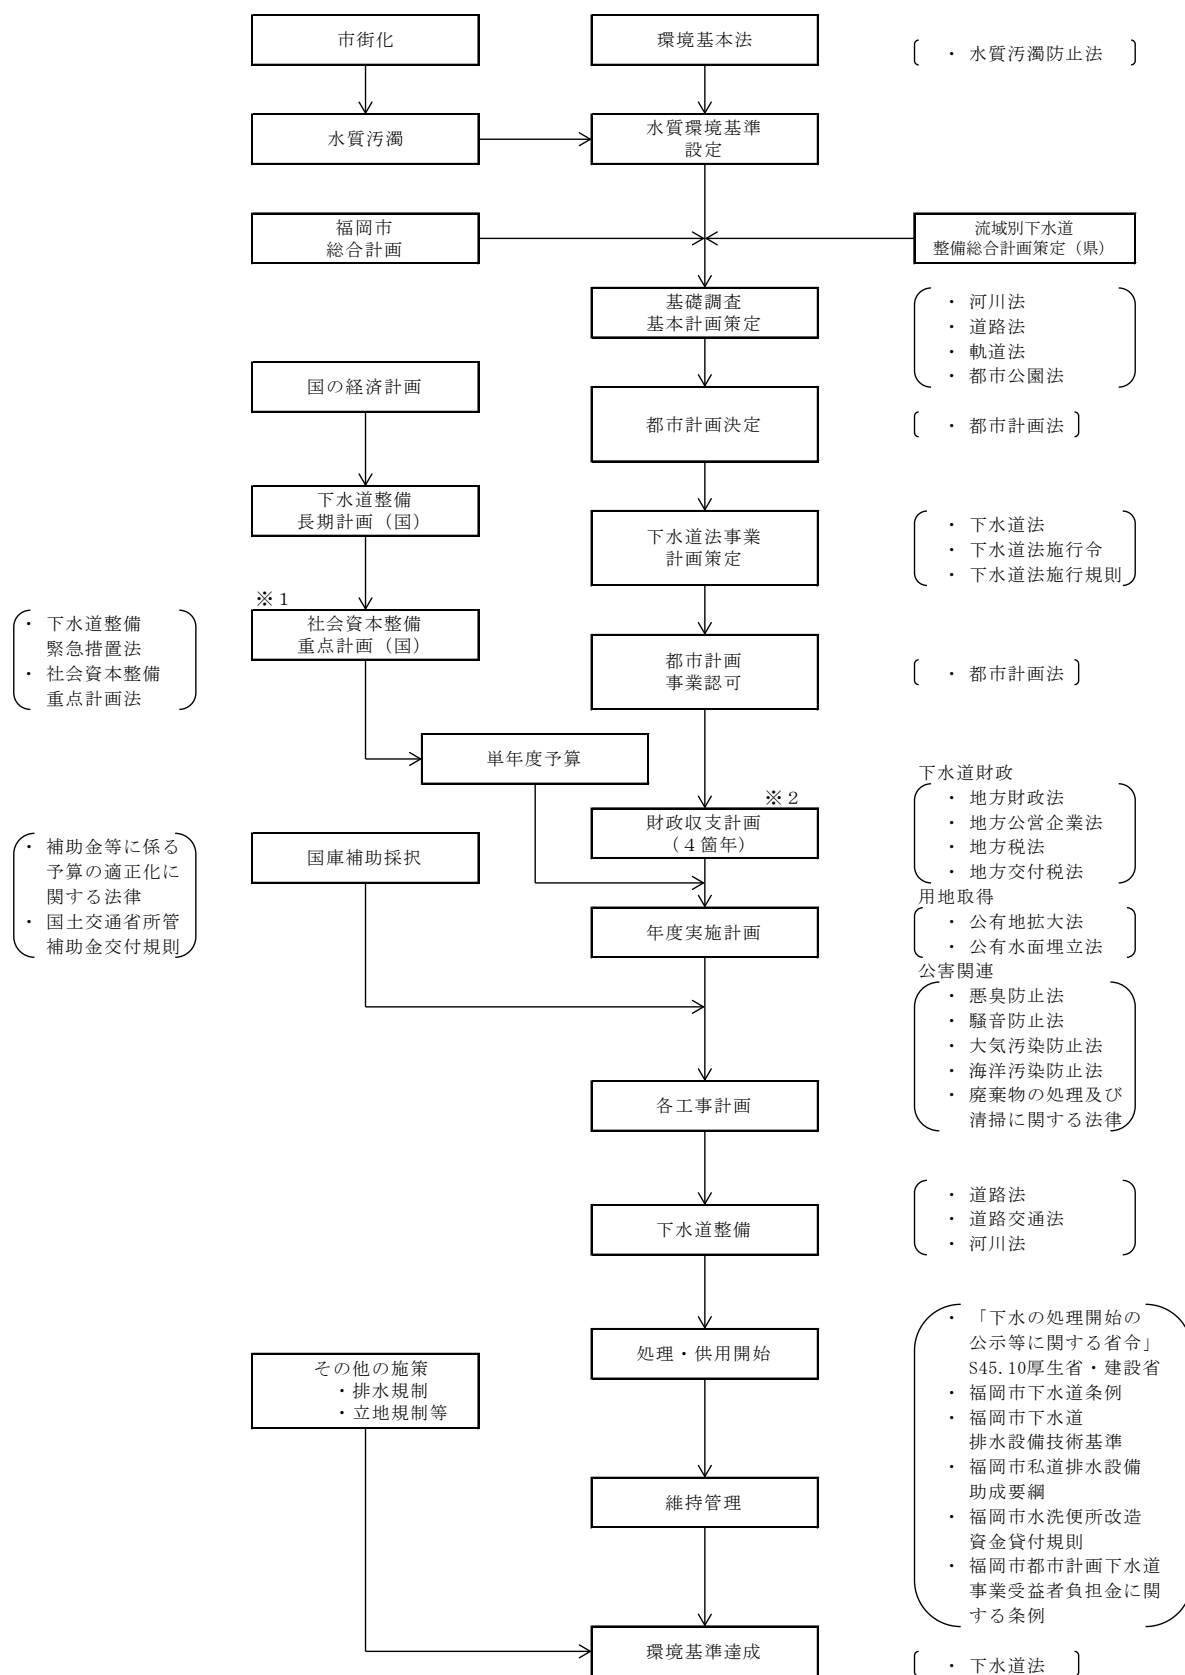 市街化
環境基本法
・ 水質汚濁防止法
水質汚濁
水質環境基準
設定
福岡市
総合計画
流域別下水道
整備総合計画策定（県）
基礎調査
基本計画策定
・ 河川法
・ 道路法
・ 軌道法
・ 都市公園法
国の経済計画
都市計画決定
・ 都市計画法
下水道整備
長期計画（国）
下水道法事業
計画策定
・ 下水道法
・ 下水道法施行令
・ 下水道法施行規則
※１
・ 下水道整備
緊急措置法
・ 社会資本整備
重点計画法
社会資本整備
重点計画（国）
都市計画
事業認可
・ 都市計画法
単年度予算
※２
財政収支計画
（４箇年）
下水道財政
・ 地方財政法
・ 地方公営企業法
・ 地方税法
・ 地方交付税法
・ 補助金等に係る
予算の適正化に
関する法律
・ 国土交通省所管
補助金交付規則
国庫補助採択
年度実施計画
用地取得
・ 公有地拡大法
・ 公有水面埋立法
公害関連
・ 悪臭防止法
・ 騒音防止法
・ 大気汚染防止法
・ 海洋汚染防止法
・ 廃棄物の処理及び
清掃に関する法律
各工事計画
下水道整備
・ 道路法
・ 道路交通法
・ 河川法
処理・供用開始
・ 「下水の処理開始の
公示等に関する省令」
S45.10厚生省・建設省
・ 福岡市下水道条例
・ 福岡市下水道
排水設備技術基準
・ 福岡市私道排水設備
助成要綱
・ 福岡市水洗便所改造
資金貸付規則
・ 福岡市都市計画下水道
事業受益者負担金に関
する条例
その他の施策
・排水規制
・立地規制等
維持管理
環境基準達成
・ 下水道法